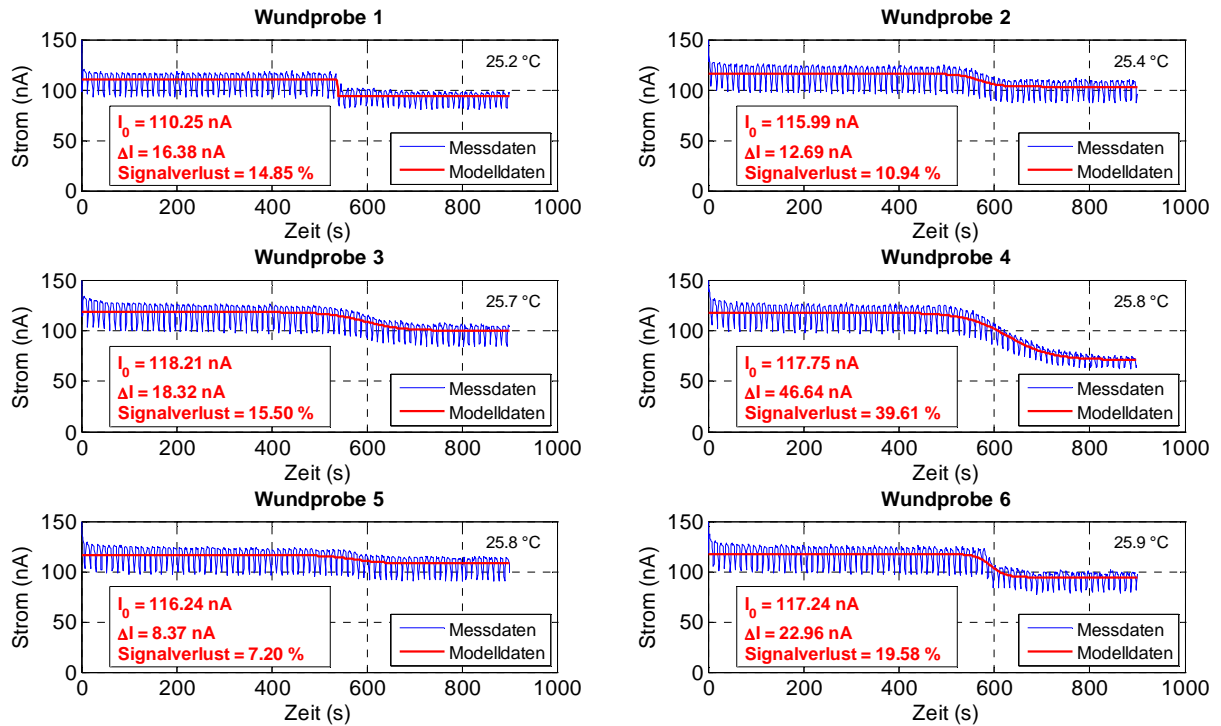 Wundprobe 1
150
100
50
0
Strom (nA)
25.2 °C
I0 = 110.25 nA
ΔI = 16.38 nA
Signalverlust = 14.85 %
Messdaten
Modelldaten
0 200 400 600 800 1000
Zeit (s)
Wundprobe 2
150
100
50
0
Strom (nA)
25.4 °C
I0 = 115.99 nA
ΔI = 12.69 nA
Signalverlust = 10.94 %
Messdaten
Modelldaten
0 200 400 600 800 1000
Zeit (s)
Wundprobe 3
150
100
50
0
Strom (nA)
25.7 °C
I0 = 118.21 nA
ΔI = 18.32 nA
Signalverlust = 15.50 %
Messdaten
Modelldaten
0 200 400 600 800 1000
Zeit (s)
Wundprobe 4
150
100
50
0
Strom (nA)
25.8 °C
I0 = 117.75 nA
ΔI = 46.64 nA
Signalverlust = 39.61 %
Messdaten
Modelldaten
0 200 400 600 800 1000
Zeit (s)
Wundprobe 5
150
100
50
0
Strom (nA)
25.8 °C
I0 = 116.24 nA
ΔI = 8.37 nA
Signalverlust = 7.20 %
Messdaten
Modelldaten
0 200 400 600 800 1000
Zeit (s)
Wundprobe 6
150
100
50
0
Strom (nA)
25.9 °C
I0 = 117.24 nA
ΔI = 22.96 nA
Signalverlust = 19.58 %
Messdaten
Modelldaten
0 200 400 600 800 1000
Zeit (s)